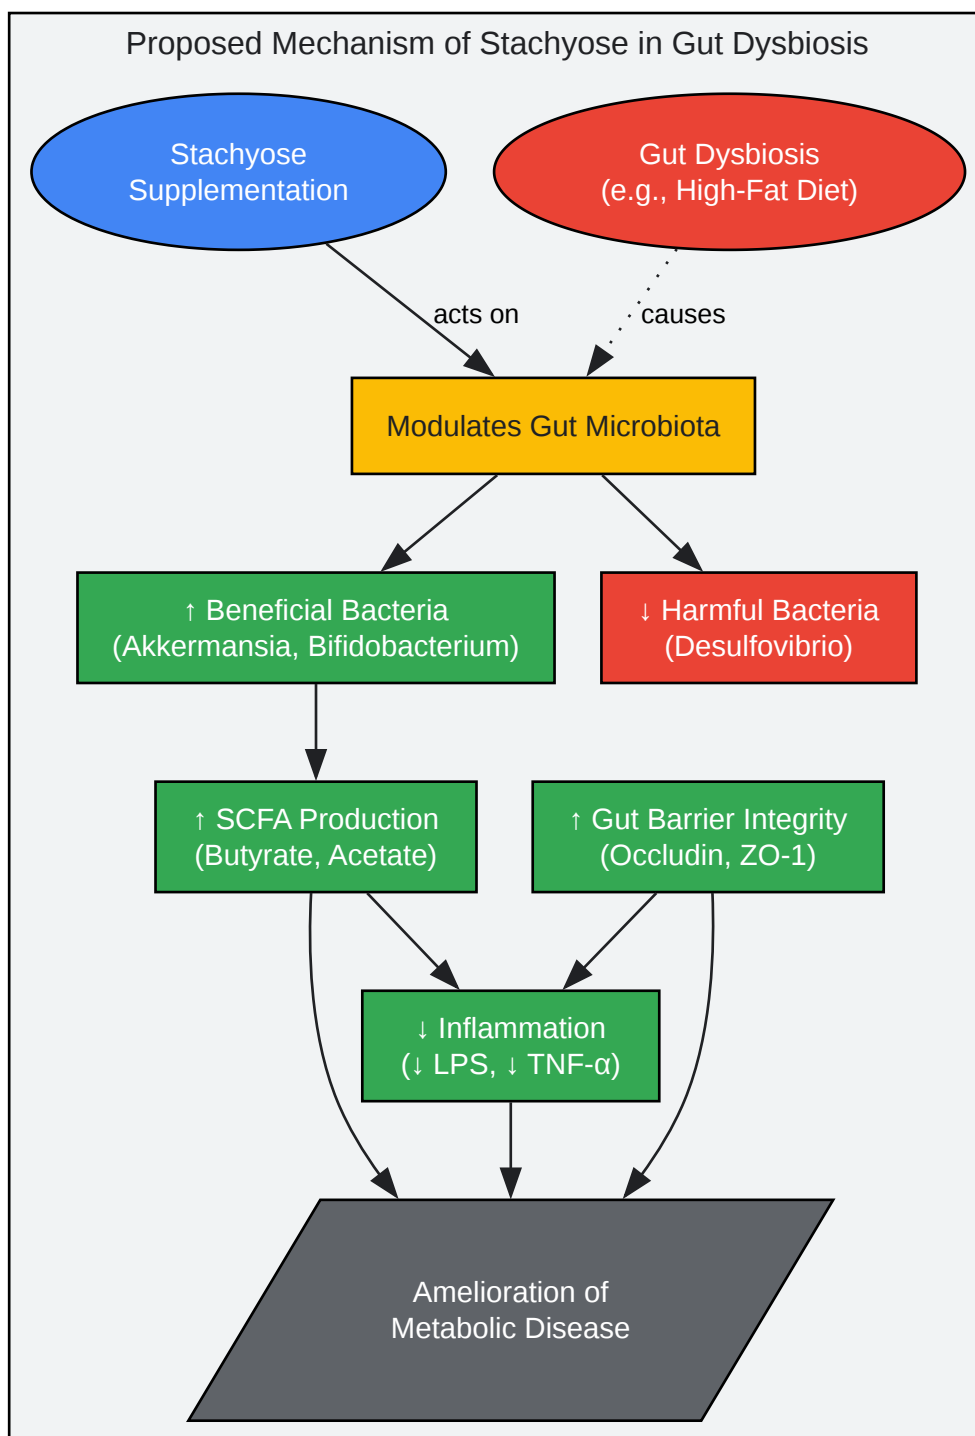 Proposed Mechanism of Stachyose in Gut Dysbiosis
Stachyose
Supplementation
Gut Dysbiosis
(e.g., High-Fat Diet)
acts on
causes
Modulates Gut Microbiota
↑ Beneficial Bacteria
(Akkermansia, Bifidobacterium)
↓ Harmful Bacteria
(Desulfovibrio)
↑ SCFA Production
(Butyrate, Acetate)
↑ Gut Barrier Integrity
(Occludin, ZO-1)
↓ Inflammation
(↓ LPS, ↓ TNF-α)
Amelioration of
Metabolic Disease